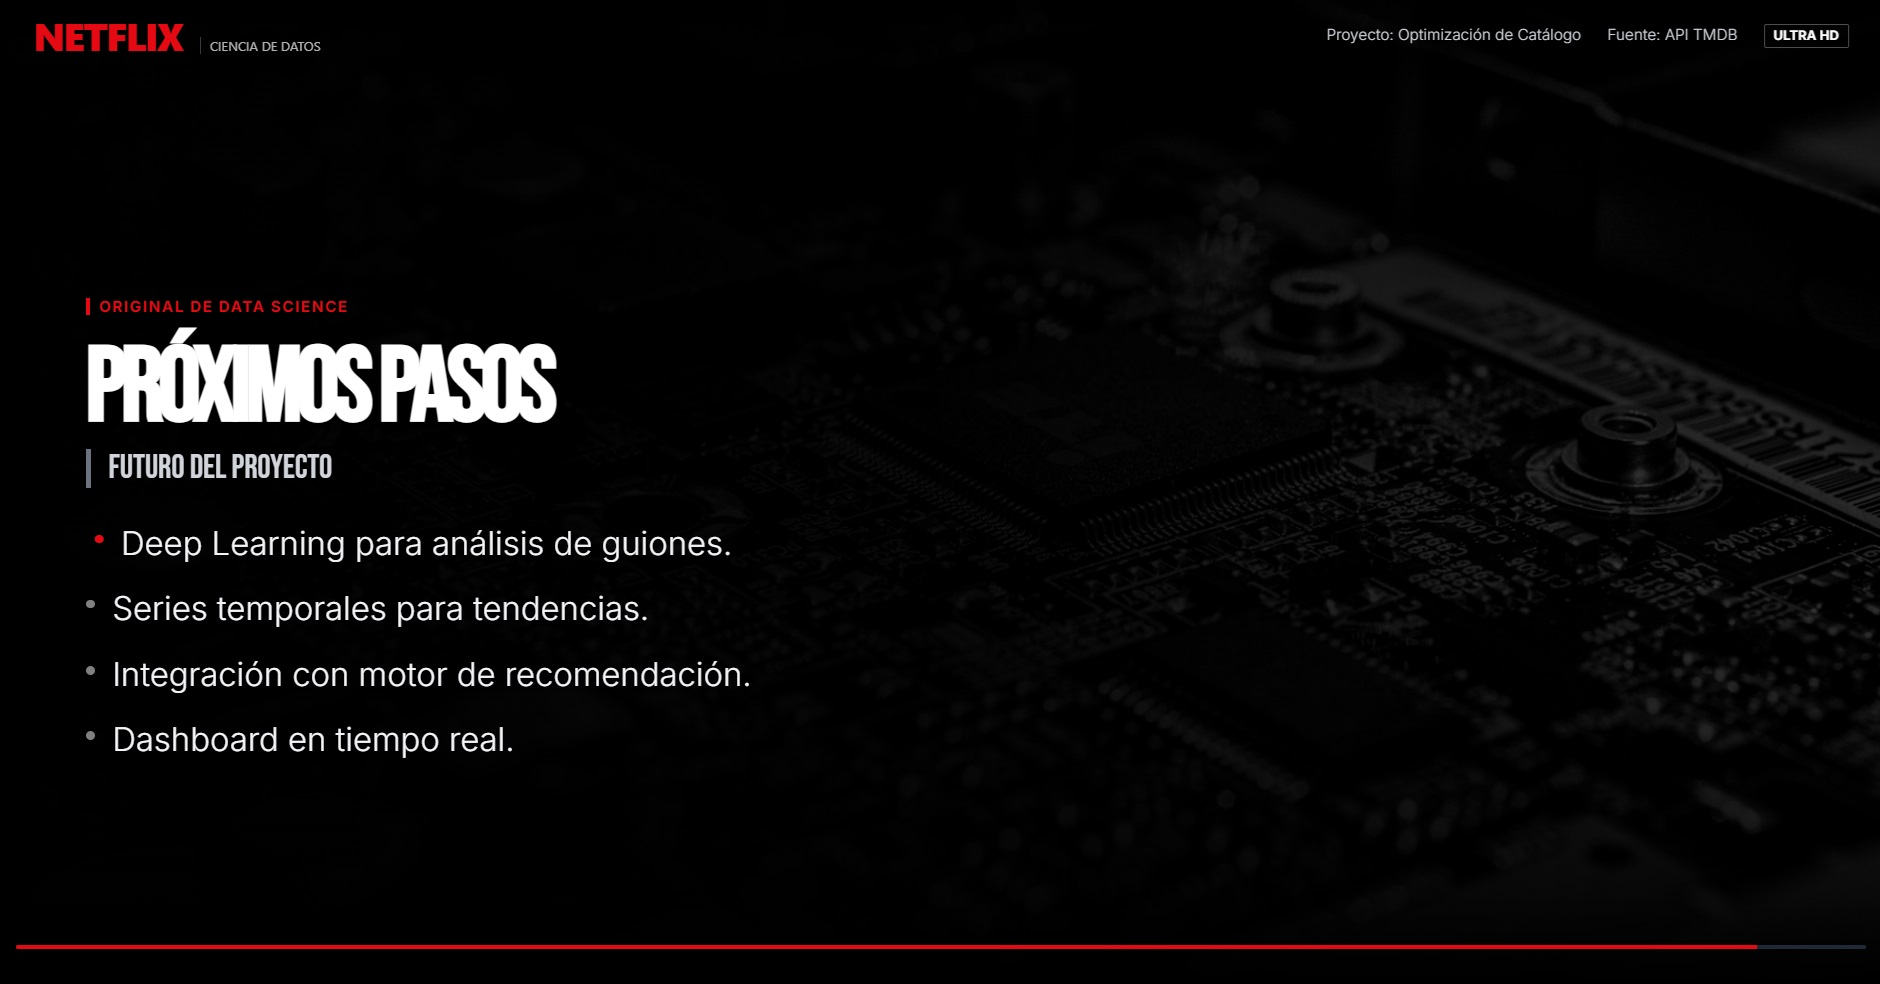 NETFLIX
CIENCIA DE DATOS
Proyecto: Optimización de Catálogo
Fuente: API TMDB
ULTRA HD
ORIGINAL DE DATA SCIENCE
PRÓXIMOS PASOS
FUTURO DEL PROYECTO
• Deep Learning para análisis de guiones.
• Series temporales para tendencias.
• Integración con motor de recomendación.
• Dashboard en tiempo real.